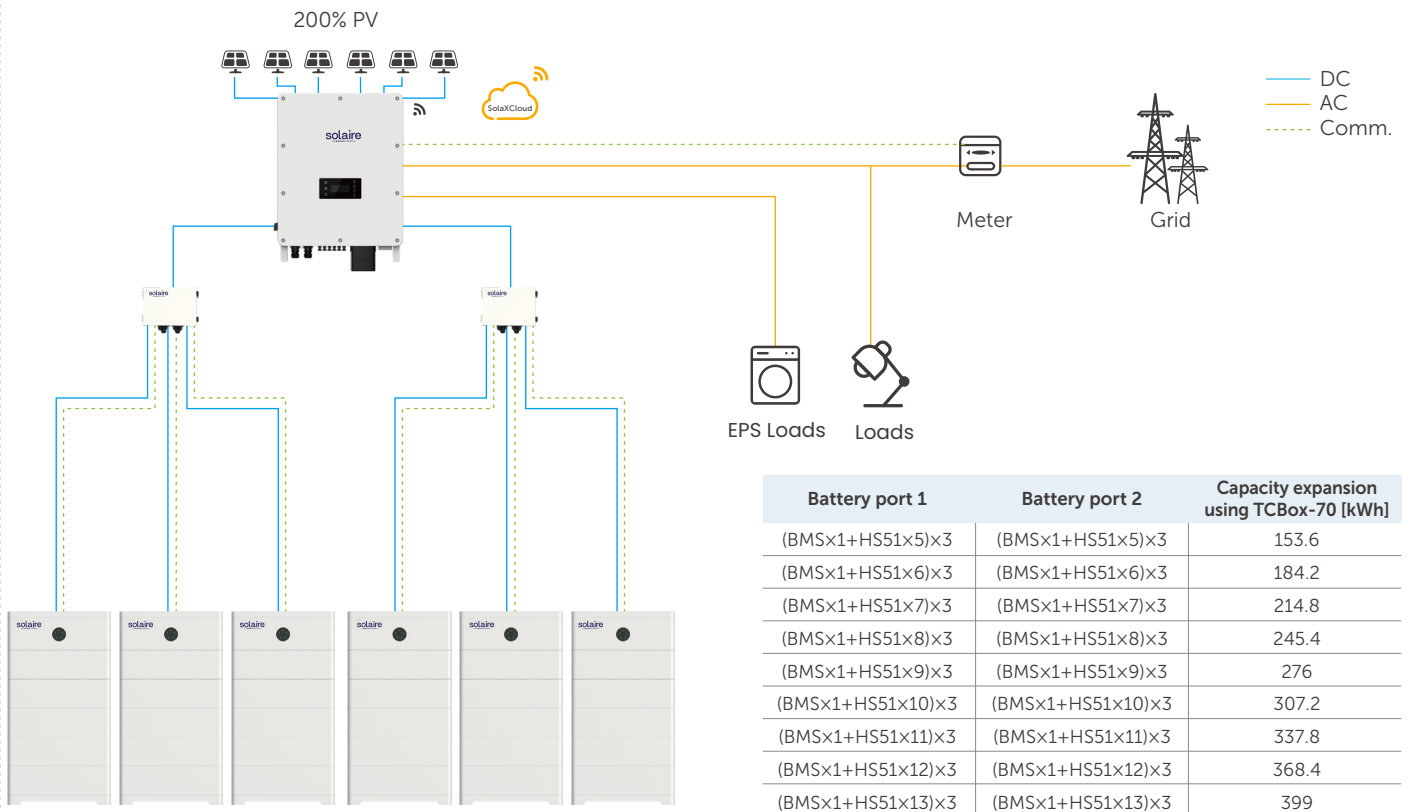 200% PV
SolaXCloud
DC
AC
Comm.
solaire
Meter
Grid
solaire
solaire
EPS Loads
Loads
Battery port 1 Battery port 2 Capacity expansion
using TCBox-70 [kWh]
(BMS×1+HS51×5)×3 (BMS×1+HS51×5)×3 153.6
(BMS×1+HS51×6)×3 (BMS×1+HS51×6)×3 184.2
(BMS×1+HS51×7)×3 (BMS×1+HS51×7)×3 214.8
(BMS×1+HS51×8)×3 (BMS×1+HS51×8)×3 245.4
(BMS×1+HS51×9)×3 (BMS×1+HS51×9)×3 276
(BMS×1+HS51×10)×3 (BMS×1+HS51×10)×3 307.2
(BMS×1+HS51×11)×3 (BMS×1+HS51×11)×3 337.8
(BMS×1+HS51×12)×3 (BMS×1+HS51×12)×3 368.4
(BMS×1+HS51×13)×3 (BMS×1+HS51×13)×3 399
solaire solaire solaire solaire solaire solaire